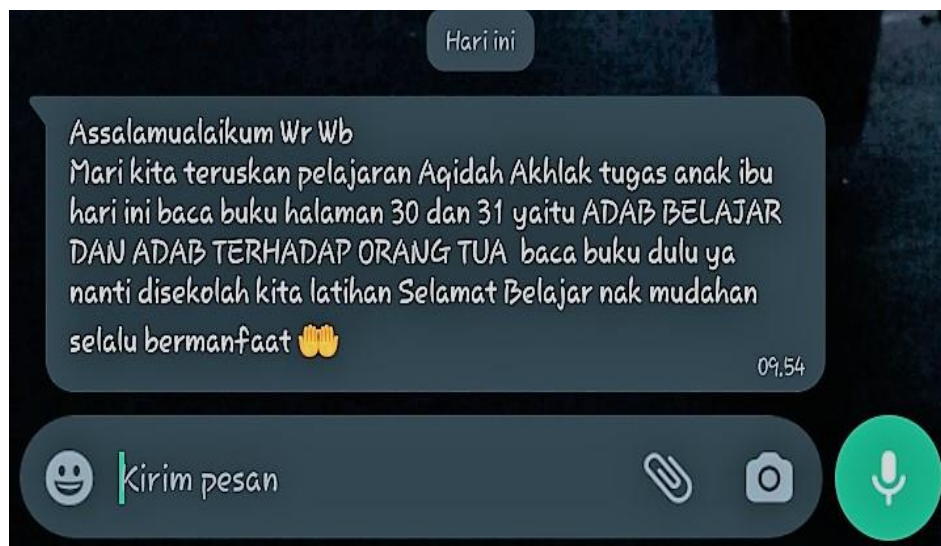 Hari ini
Assalamualaikum Wr Wb
Mari kita teruskan pelajaran Aqidah Akhlak tugas anak ibu
hari ini baca buku halaman 30 dan 31 yaitu ADAB BELAJAR
DAN ADAB TERHADAP ORANG TUA baca buku dulu ya
nanti disekolah kita latihan Selamat Belajar nak mudahan
selalu bermanfaat 🤲
09.54
Kirim pesan